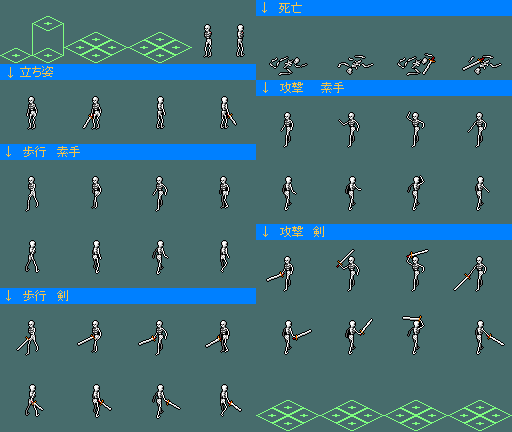 ↓ 立ち姿
↓ 歩行 素手
↓ 歩行 剣
↓ 死亡
↓ 攻撃 素手
↓ 攻撃 剣